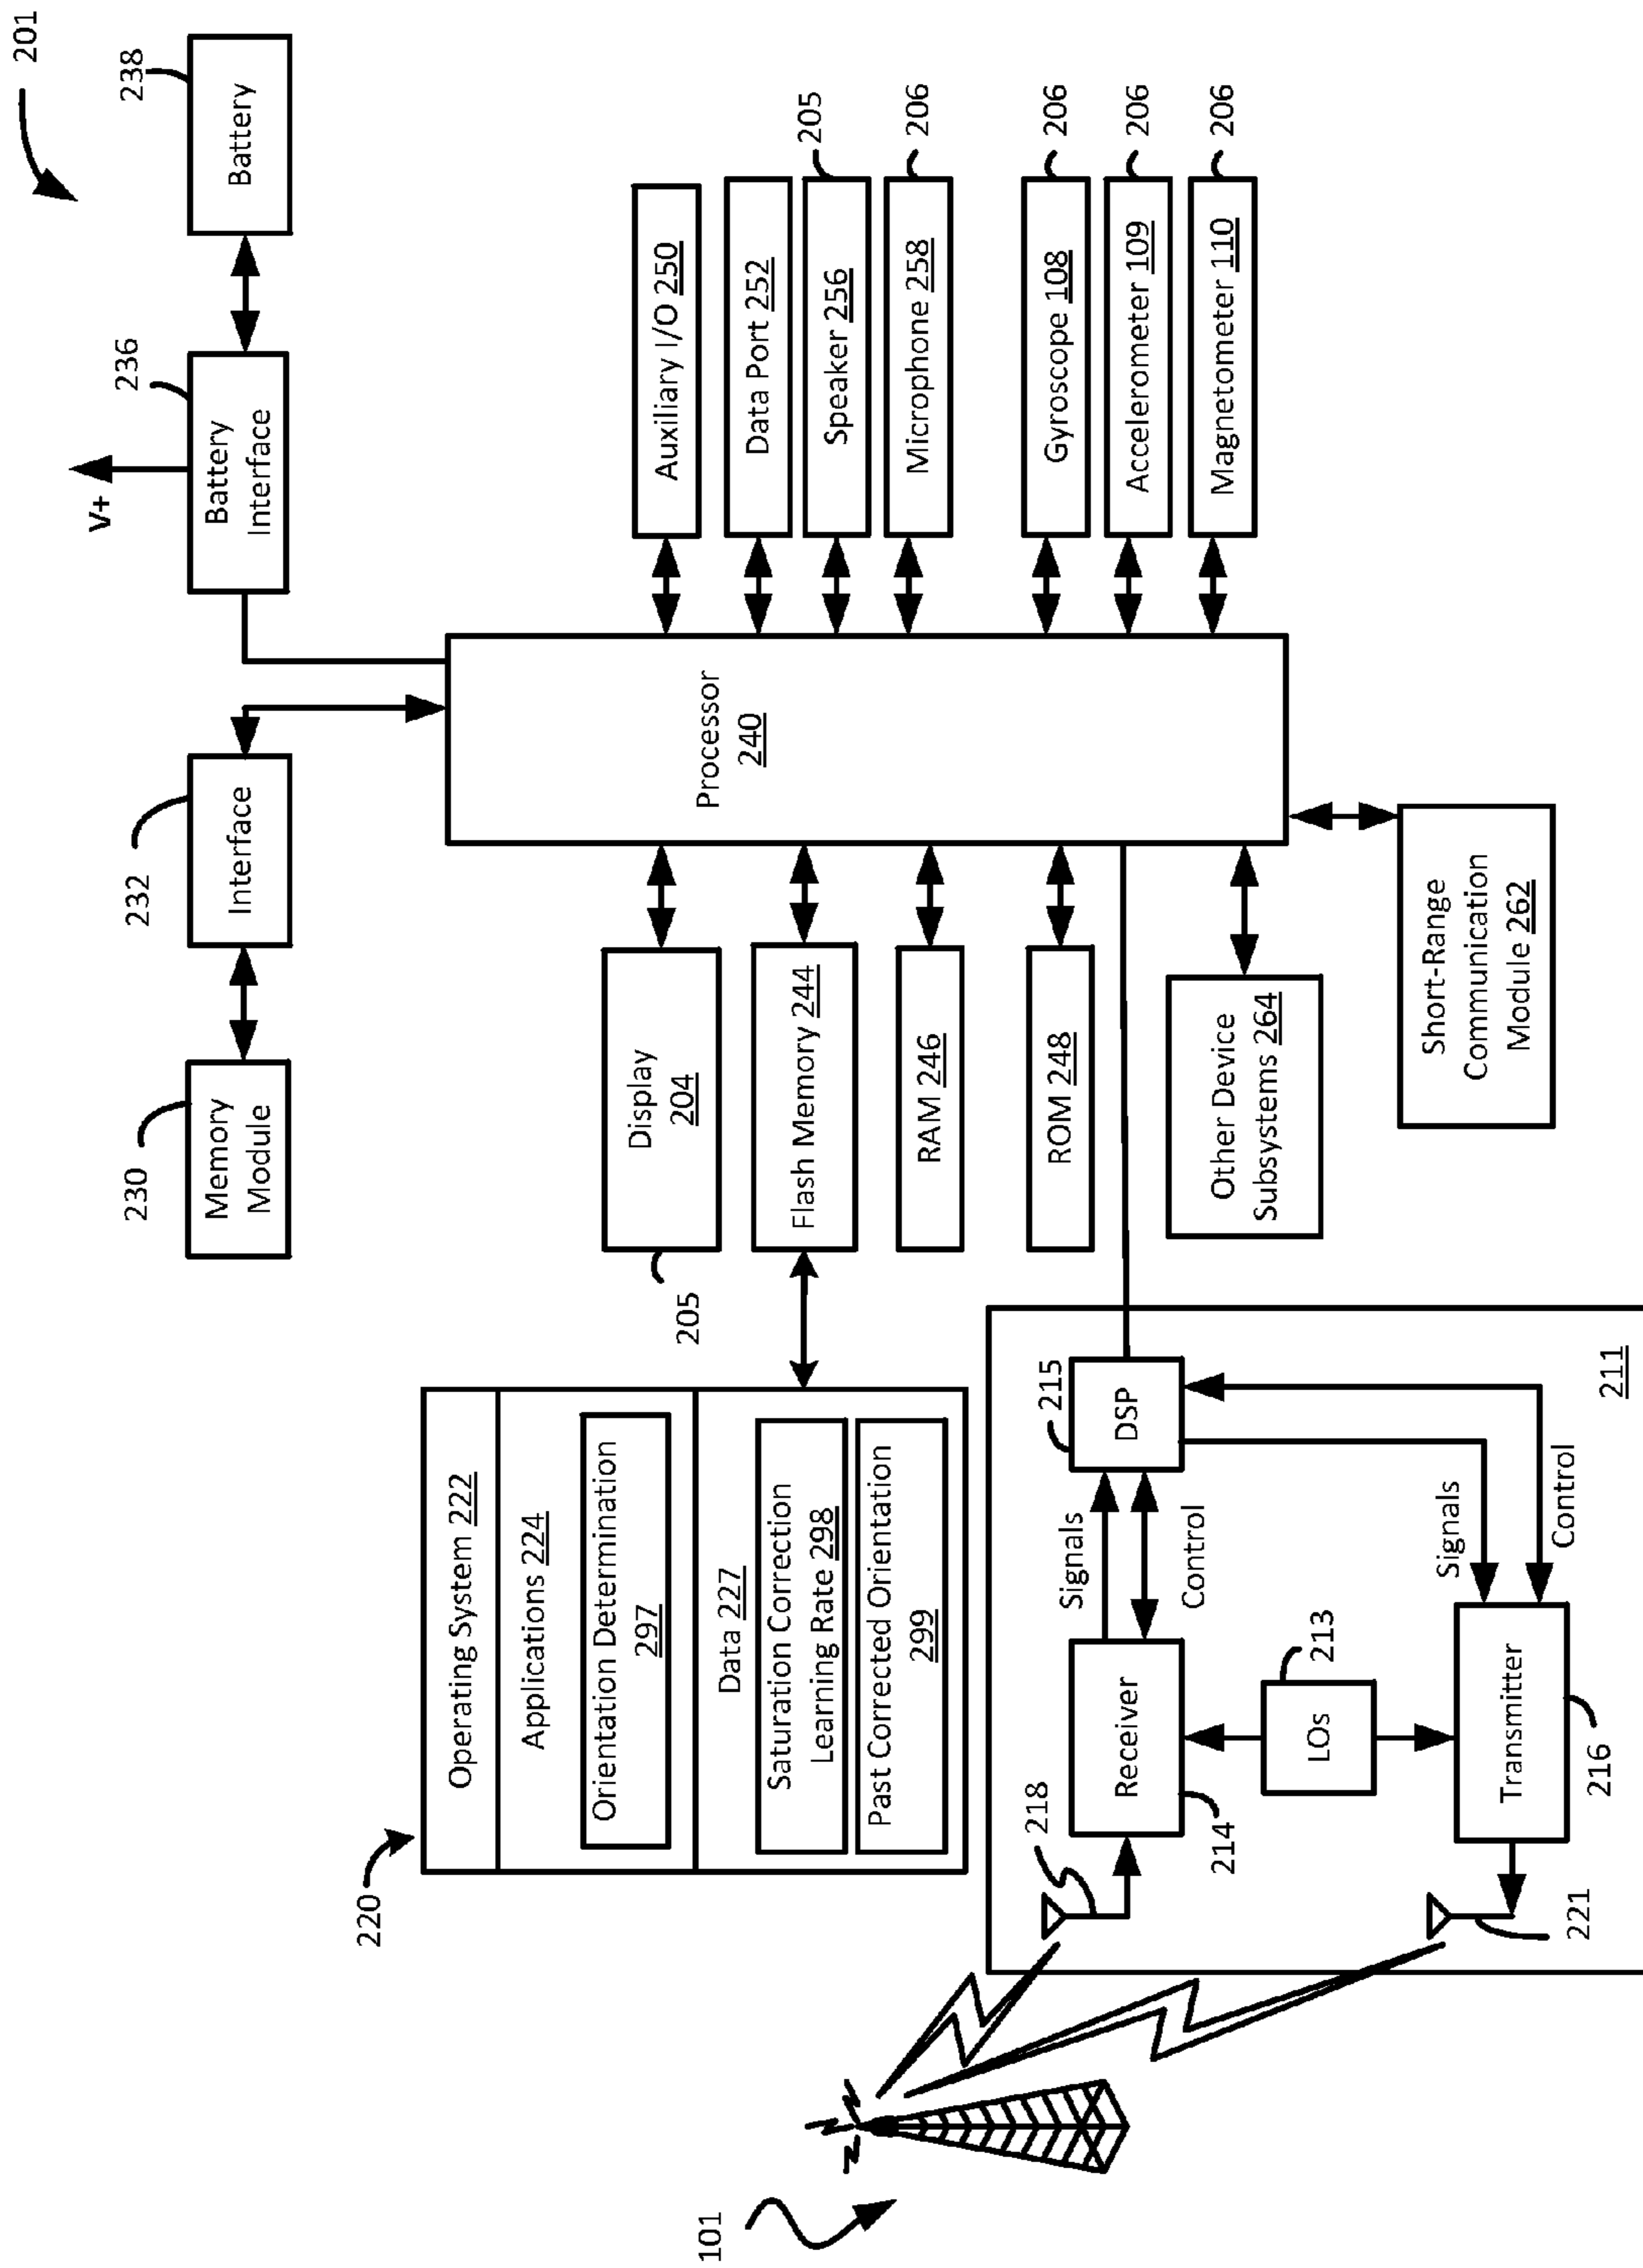 201
V+
230
Memory
Module
232
Interface
236
Battery
Interface
238
Battery
220
Operating System 222
Applications 224
Orientation Determination
297
Data 227
Saturation Correction
Learning Rate 298
Past Corrected Orientation
299
205
Display
204
Flash Memory 244
RAM 246
ROM 248
Other Device
Subsystems 264
Short-Range
Communication
Module 262
Processor
240
Auxiliary I/O 250
Data Port 252
Speaker 256
205
Microphone 258
206
Gyroscope 108
206
Accelerometer 109
206
Magnetometer 110
206
101
218
Receiver
214
Signals
Control
215
DSP
LOs
213
Signals
Control
Transmitter
216
221
211